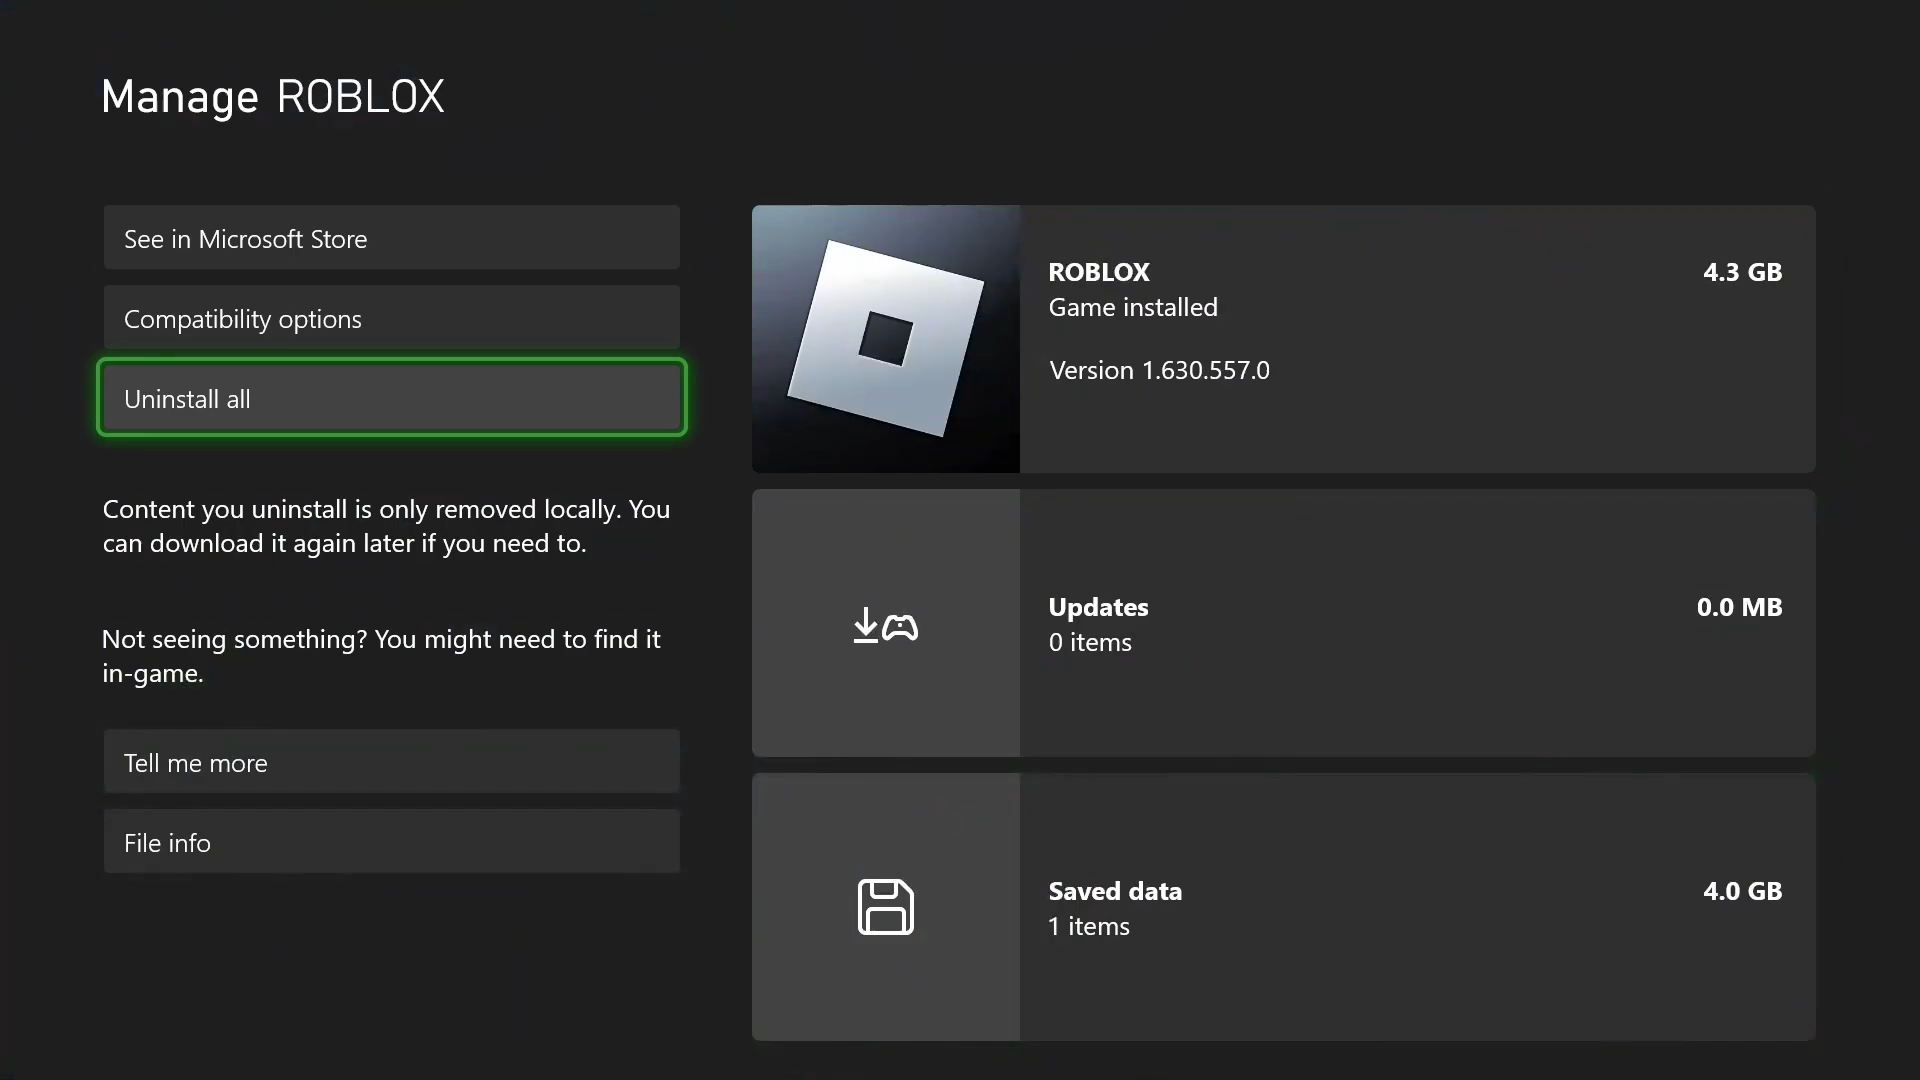 Manage ROBLOX
See in Microsoft Store
Compatibility options
Uninstall all
Content you uninstall is only removed locally. You
can download it again later if you need to.
Not seeing something? You might need to find it
in-game.
Tell me more
File info
ROBLOX
4.3 GB
Game installed
Version 1.630.557.0
Updates
0.0 MB
0 items
Saved data
4.0 GB
1 items